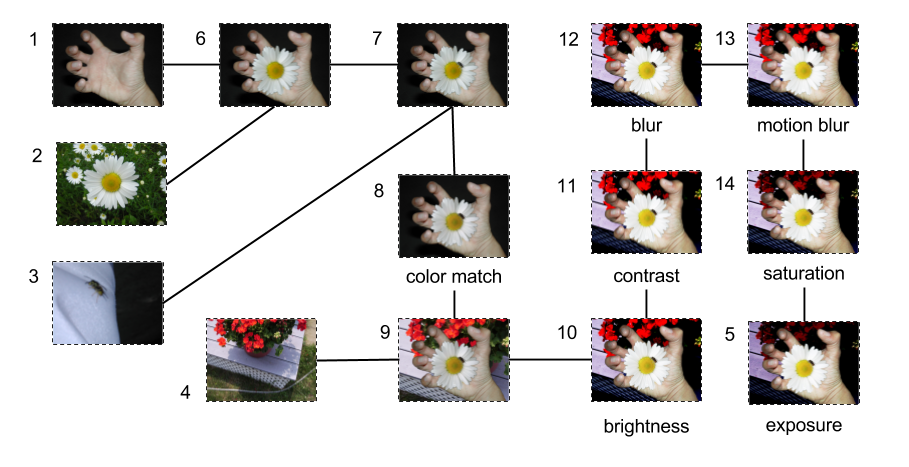 1
6
7
12
13
blur
motion blur
2
8
11
14
color match
contrast
saturation
3
4
9
10
5
brightness
exposure